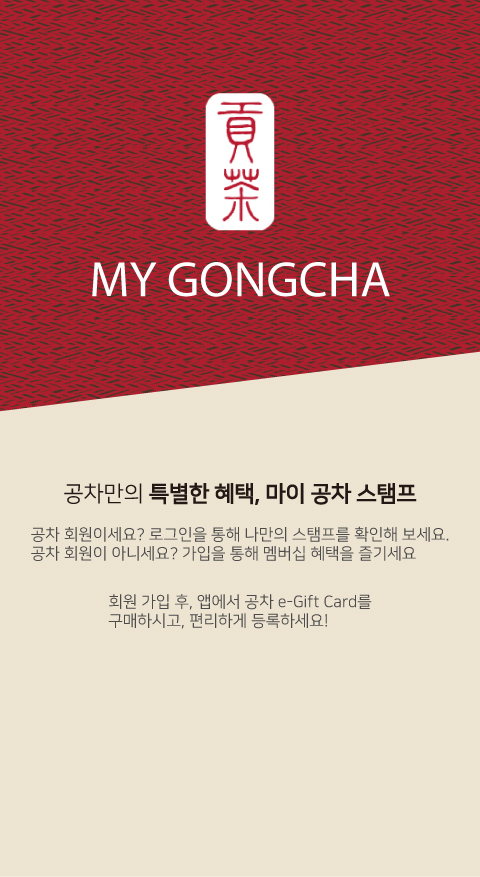 貢
茶
MY GONGCHA
공차만의 특별한 혜택, 마이 공차 스탬프
공차 회원이세요? 로그인을 통해 나만의 스탬프를 확인해 보세요.
공차 회원이 아니세요? 가입을 통해 멤버십 혜택을 즐기세요
회원 가입 후, 앱에서 공차 e-Gift Card를
구매하시고, 편리하게 등록하세요!